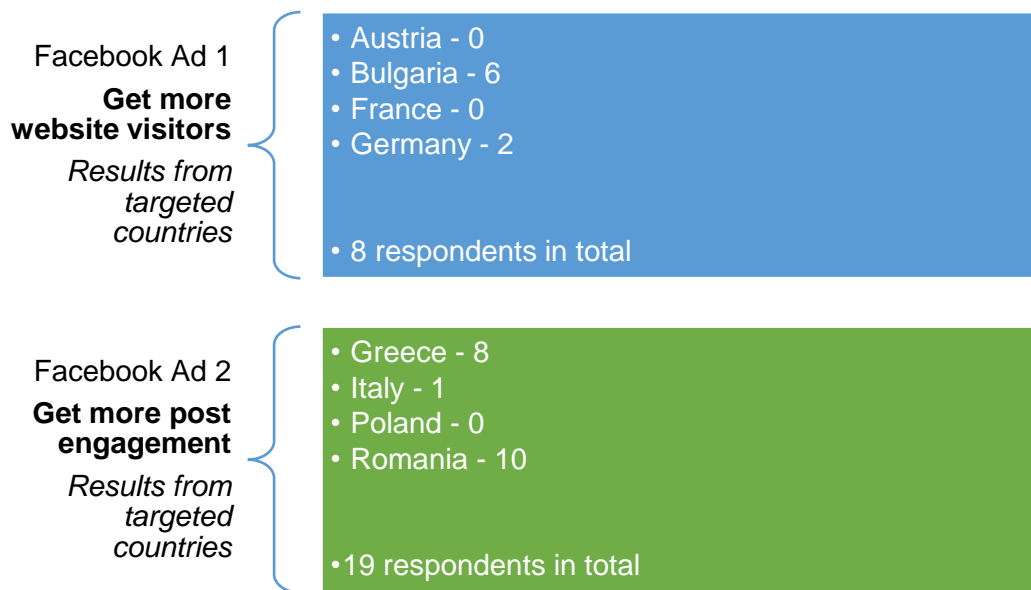 Facebook Ad 1
Get more
website visitors
Results from
targeted
countries
• Austria - 0
• Bulgaria - 6
• France - 0
• Germany - 2
• 8 respondents in total
Facebook Ad 2
Get more post
engagement
Results from
targeted
countries
• Greece - 8
• Italy - 1
• Poland - 0
• Romania - 10
•19 respondents in total